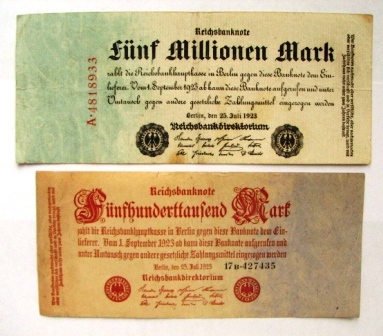 Reichsbanknote
Fünf Millionen Mark
zahlt die Reichsbankhauptkasse in Berlin gegen diese Banknote dem Ein-
lieferer. Vom 1. September 1923 ab kann diese Banknote aufgerufen und unter
Umtausch gegen andere gesetzliche Zahlungsmittel eingezogen werden
Berlin, den 25. Juli 1923
Reichsbankdirektorium
A·4818933
Reichsbanknote
Fünfhunderttausend Mark
zahlt die Reichsbankhauptkasse in Berlin gegen diese Banknote dem Ein-
lieferer. Vom 1. September 1923 ab kann diese Banknote aufgerufen und
unter Umtausch gegen andere gesetzliche Zahlungsmittel eingezogen werden
Berlin, den 25. Juli 1923
17B·427435
Reichsbankdirektorium